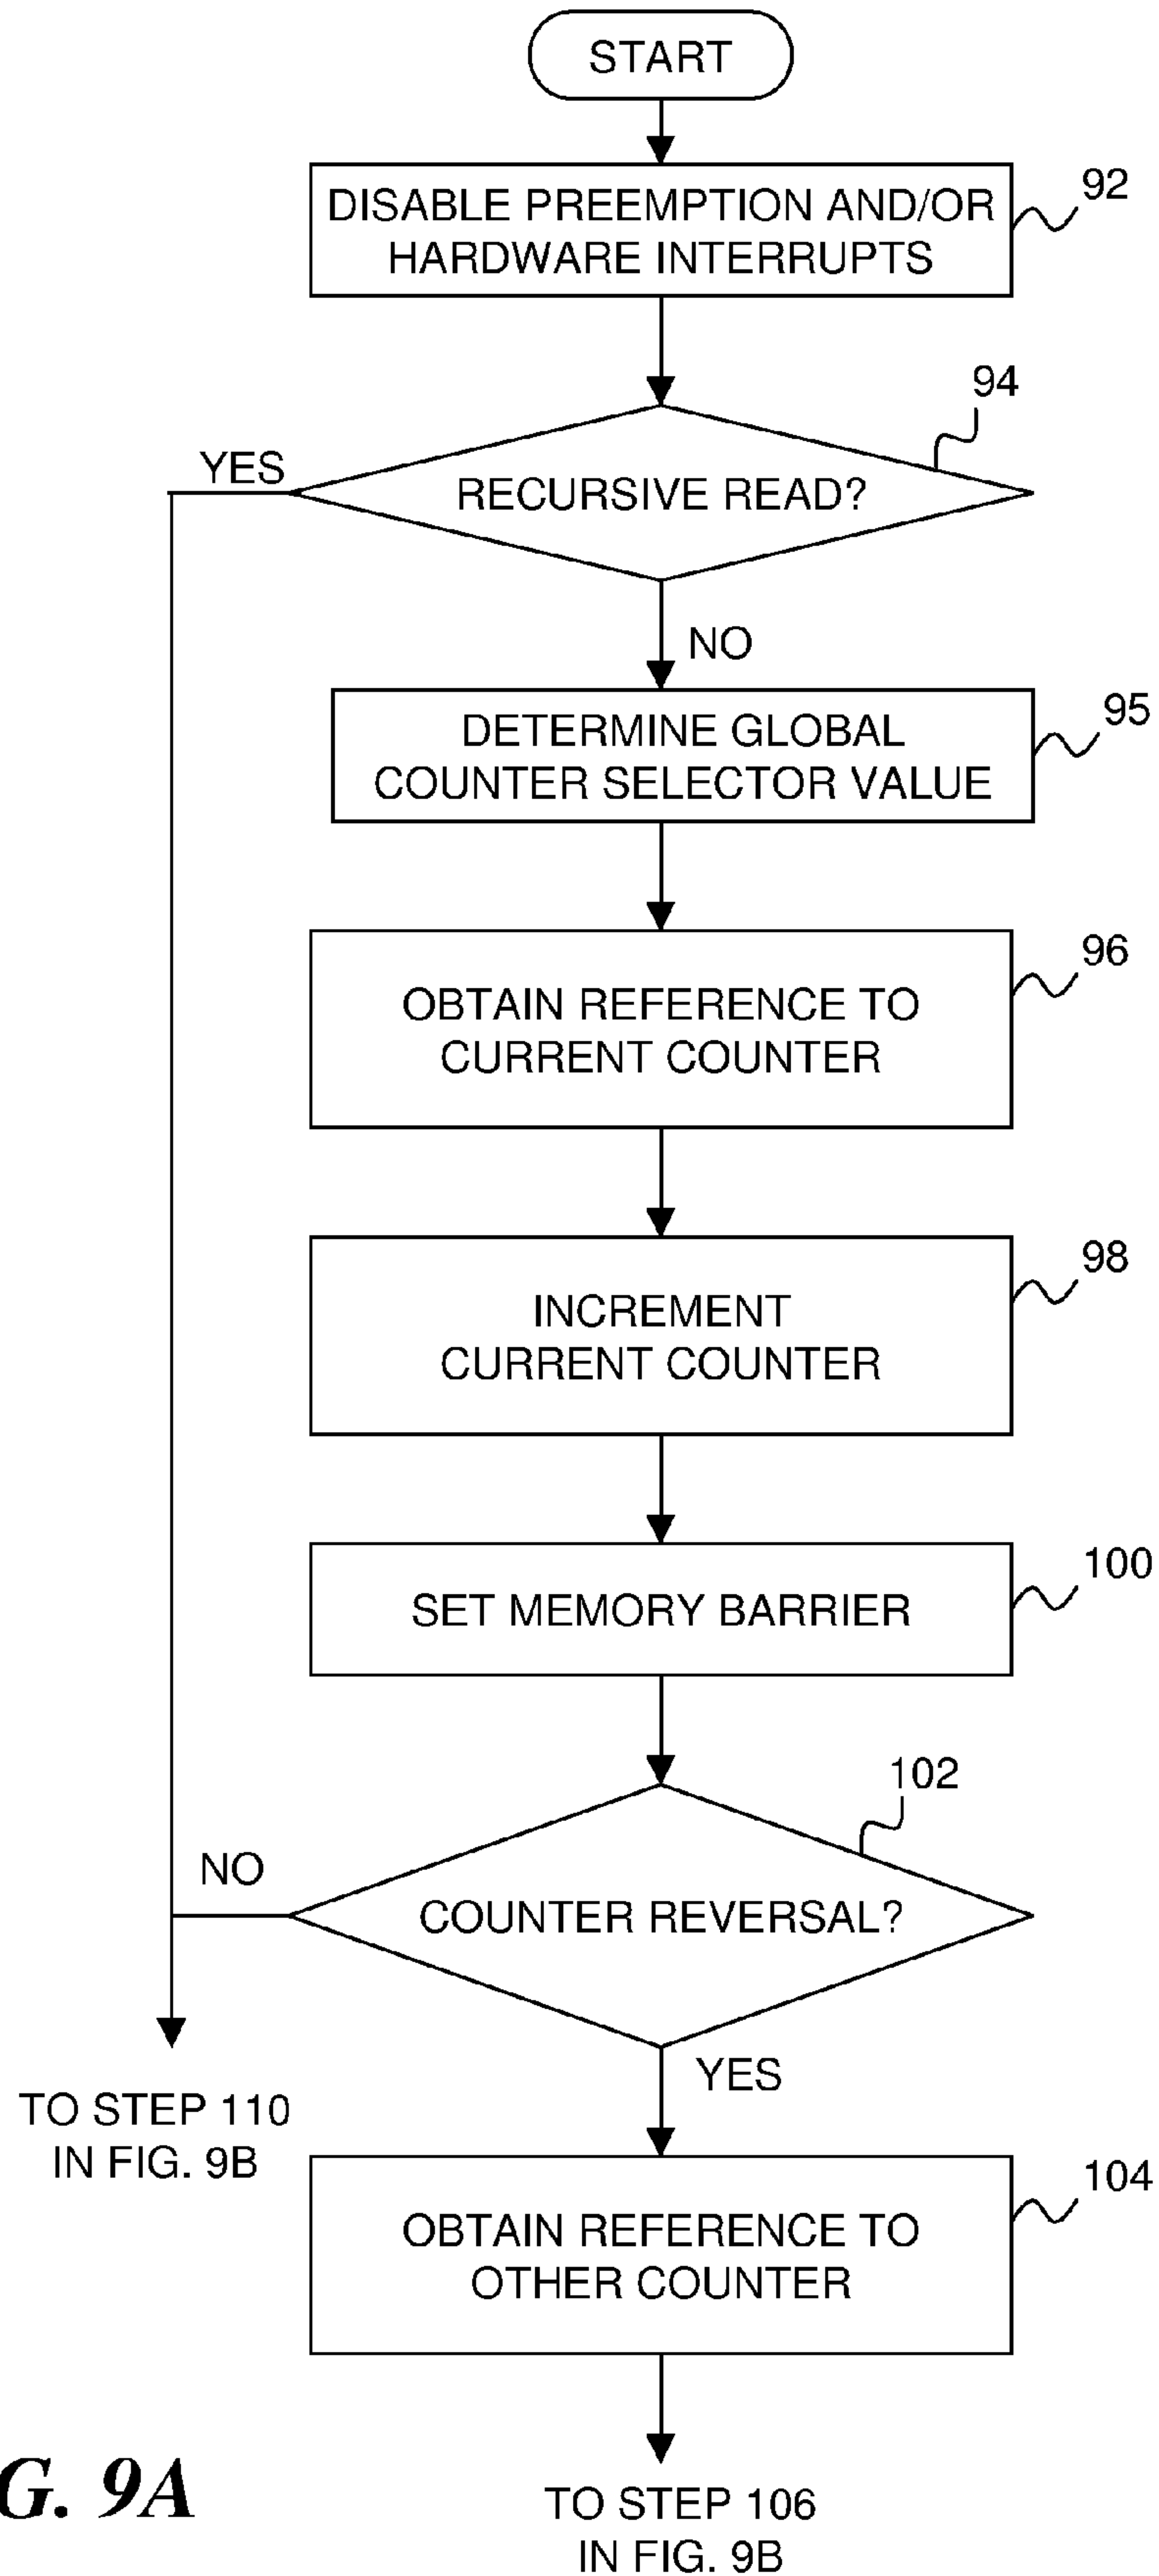 START
DISABLE PREEMPTION AND/OR
HARDWARE INTERRUPTS
92
94
YES
RECURSIVE READ?
NO
DETERMINE GLOBAL
COUNTER SELECTOR VALUE
95
OBTAIN REFERENCE TO
CURRENT COUNTER
96
INCREMENT
CURRENT COUNTER
98
SET MEMORY BARRIER
100
102
NO
COUNTER REVERSAL?
YES
TO STEP 110
IN FIG. 9B
OBTAIN REFERENCE TO
OTHER COUNTER
104
G. 9A
TO STEP 106
IN FIG. 9B